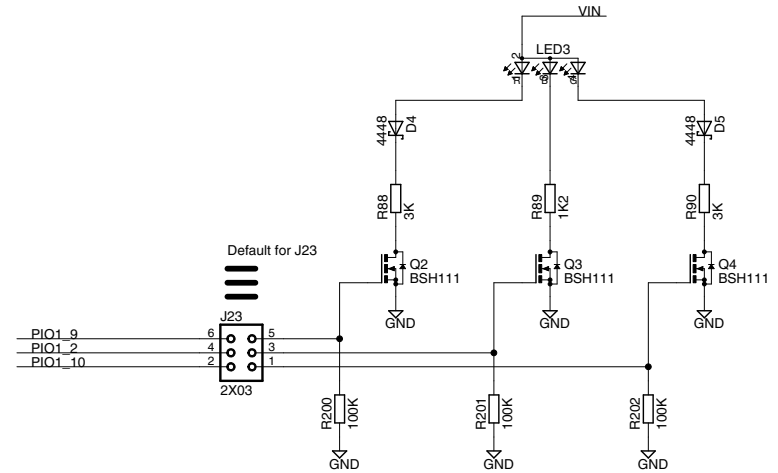 VIN
LED3
2
4448
D4
4448
D5
R88
3K
R89
1K2
R90
3K
Q2
BSH111
Q3
BSH111
Q4
BSH111
GND
GND
GND
Default for J23
J23
PIO1_9
6
5
PIO1_2
4
3
PIO1_10
2
1
2X03
R200
100K
R201
100K
R202
100K
GND
GND
GND